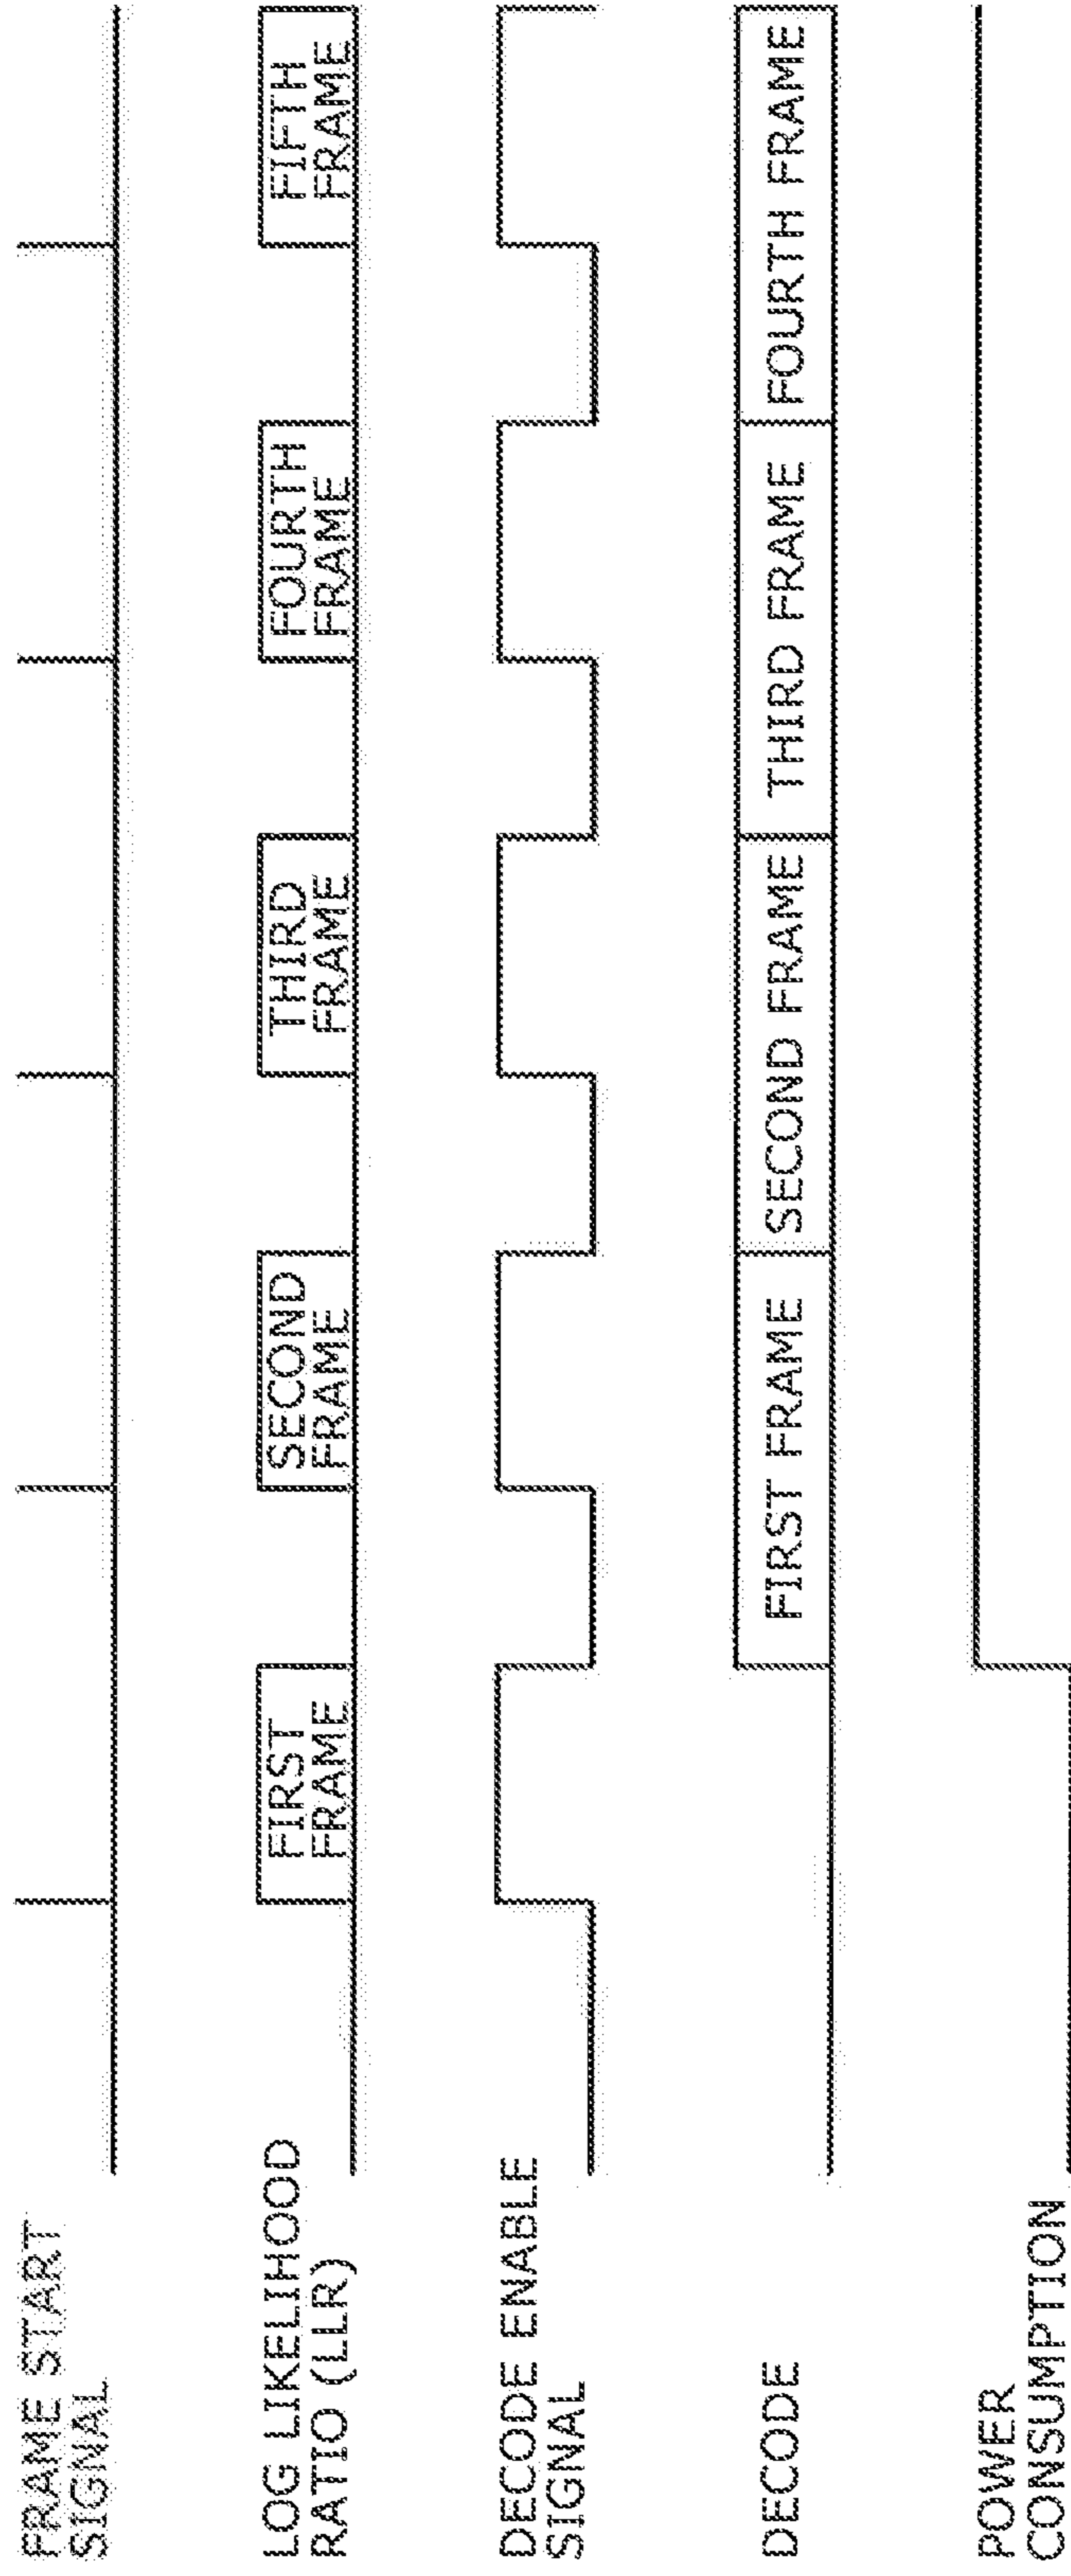 FRAME START
SIGNAL
LOG LIKELIHOOD
RATIO (LLR)
FIRST
FRAME
SECOND
FRAME
THIRD
FRAME
FOURTH
FRAME
FIFTH
FRAME
DECODE ENABLE
SIGNAL
DECODE
FIRST FRAME
SECOND FRAME
THIRD FRAME
FOURTH FRAME
POWER
CONSUMPTION